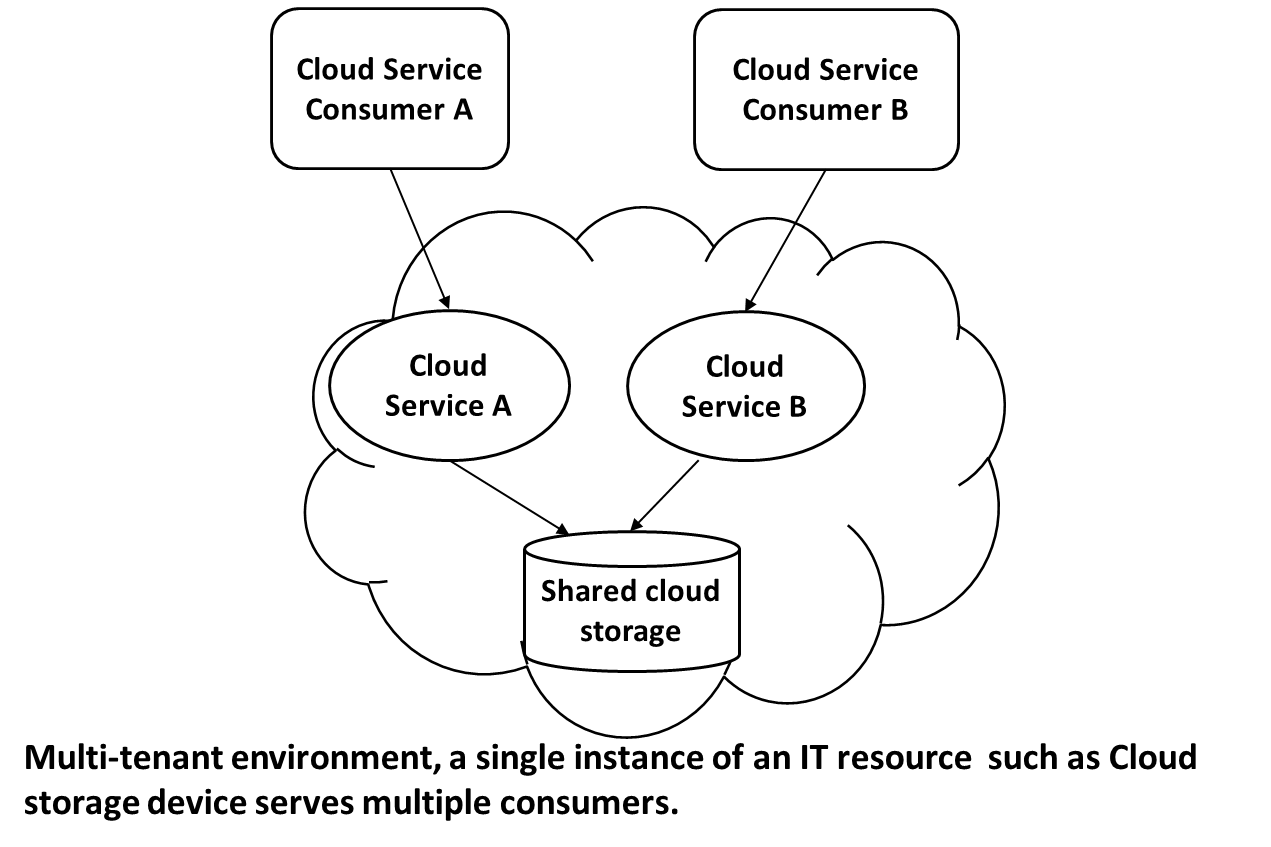 Cloud Service
Consumer A
Cloud Service
Consumer B
Cloud
Service A
Cloud
Service B
Shared cloud
storage
Multi-tenant environment, a single instance of an IT resource  such as Cloud
storage device serves multiple consumers.